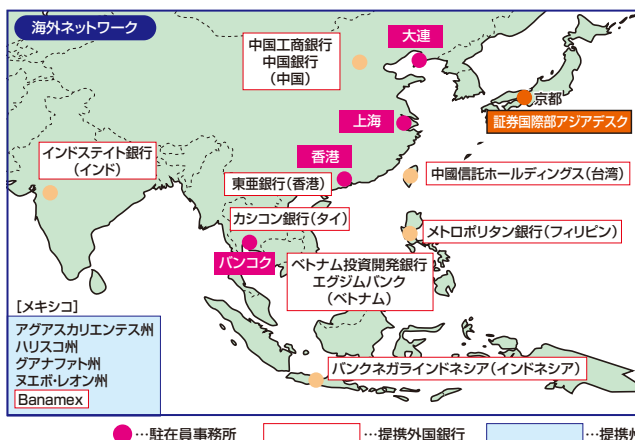 海外ネットワーク
中国工商銀行
中国銀行
（中国）
大連
京都
証券国際部アジアデスク
上海
香港
インドステイト銀行
（インド）
東亜銀行（香港）
中國信託ホールディングス（台湾）
カシコン銀行（タイ）
メトロポリタン銀行（フィリピン）
バンコク
ベトナム投資開発銀行
エグジムバンク
（ベトナム）
［メキシコ］
アグアスカリエンテス州
ハリスコ州
グアナファト州
ヌエボ・レオン州
Banamex
バンクネガラインドネシア（インドネシア）
…駐在員事務所 …提携外国銀行 …提携